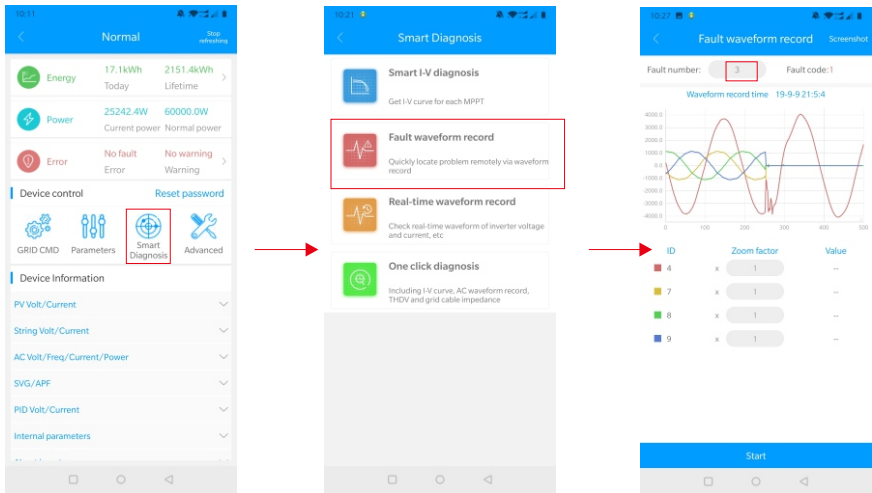 10:11
Normal
Stop
refreshing
Energy
17.1kWh
2151.4kWh
Today
Lifetime
Power
25242.4W
60000.0W
Current power
Normal power
Error
No fault
No warning
Error
Warning
Device control
Reset password
GRID CMD
Parameters
Smart
Diagnosis
Advanced
Device Information
PV Volt/Current
String Volt/Current
AC Volt/Freq/Current/Power
SVG/APF
PID Volt/Current
Internal parameters
10:21
Smart Diagnosis
Smart I-V diagnosis
Get I-V curve for each MPPT
Fault waveform record
Quickly locate problem remotely via waveform
record
Real-time waveform record
Check real-time waveform of inverter voltage
and current, etc
One click diagnosis
Including I-V curve, AC waveform record,
THDV and grid cable impedance
10:27
Fault waveform record
Screenshot
Fault number:
3
Fault code: 1
Waveform record time 19-9-9 21:5:4
4000.0
3000.0
2000.0
1000.0
0.0
-1000.0
-2000.0
-3000.0
-4000.0
0
100
200
300
400
500
ID
Zoom factor
Value
4 x 1 --
7 x 1 --
8 x 1 --
9 x 1 --
Start